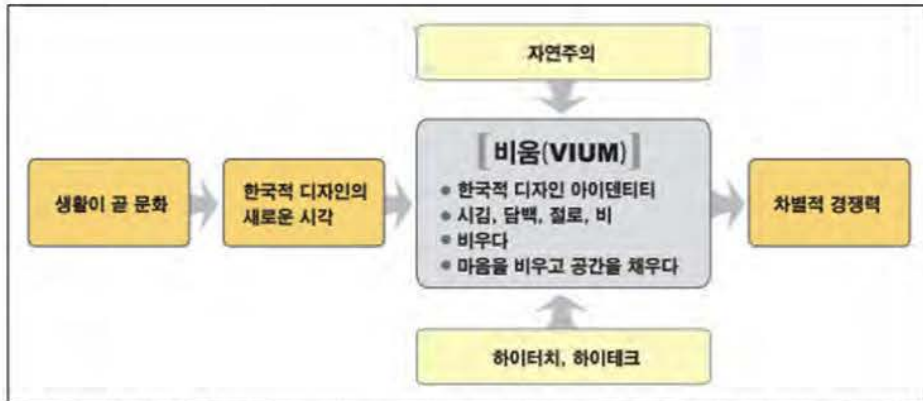 자연주의
생활이 곧 문화
한국적 디자인의
새로운 시각
[비움(VIUM)]
● 한국적 디자인 아이덴티티
● 시김, 담백, 절로, 비
● 비우다
● 마음을 비우고 공간을 채우다
차별적 경쟁력
하이터치, 하이테크